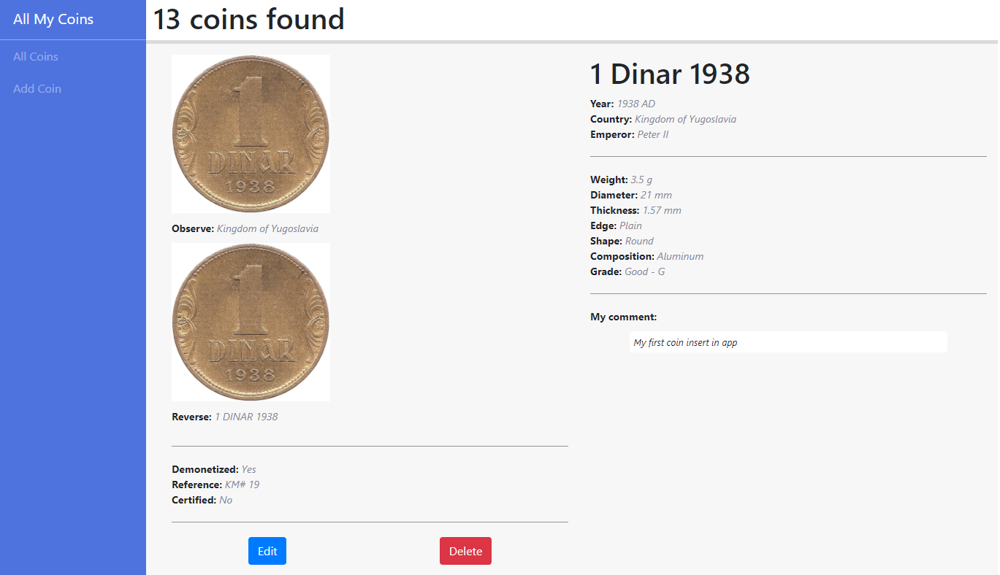 All My Coins
All Coins
Add Coin
13 coins found
1
DINAR
1938
Observe: Kingdom of Yugoslavia
1
DINAR
1938
Reverse: 1 DINAR 1938
Demonetized: Yes
Reference: KM# 19
Certified: No
Edit
Delete
1 Dinar 1938
Year: 1938 AD
Country: Kingdom of Yugoslavia
Emperor: Peter II
Weight: 3.5 g
Diameter: 21 mm
Thickness: 1.57 mm
Edge: Plain
Shape: Round
Composition: Aluminum
Grade: Good - G
My comment:
My first coin insert in app